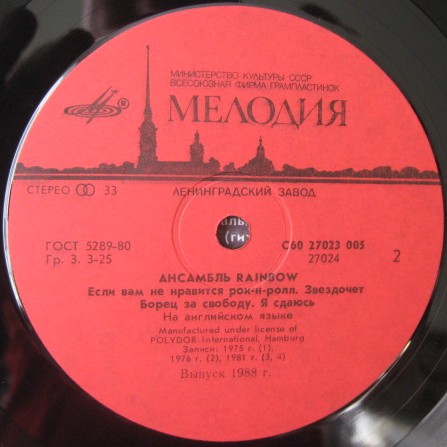 МИНИСТЕРСТВО КУЛЬТУРЫ СССР
ВСЕСОЮЗНАЯ ФИРМА ГРАМПЛАСТИНОК
МЕЛОДИЯ
СТЕРЕО 33
ЛЕНИНГРАДСКИЙ ЗАВОД
ГОСТ 5289-80
Гр. 3. 3-25
С60 27023 005
27024
2
АНСАМБЛЬ RAINBOW
Если вам не нравится рок-н-ролл. Звездочет
Борец за свободу. Я сдаюсь
На английском языке
Manufactured under license of
POLYDOR International, Hamburg
Записи: 1975 г. (1),
1976 г. (2), 1981 г. (3, 4)
Выпуск 1988 г.